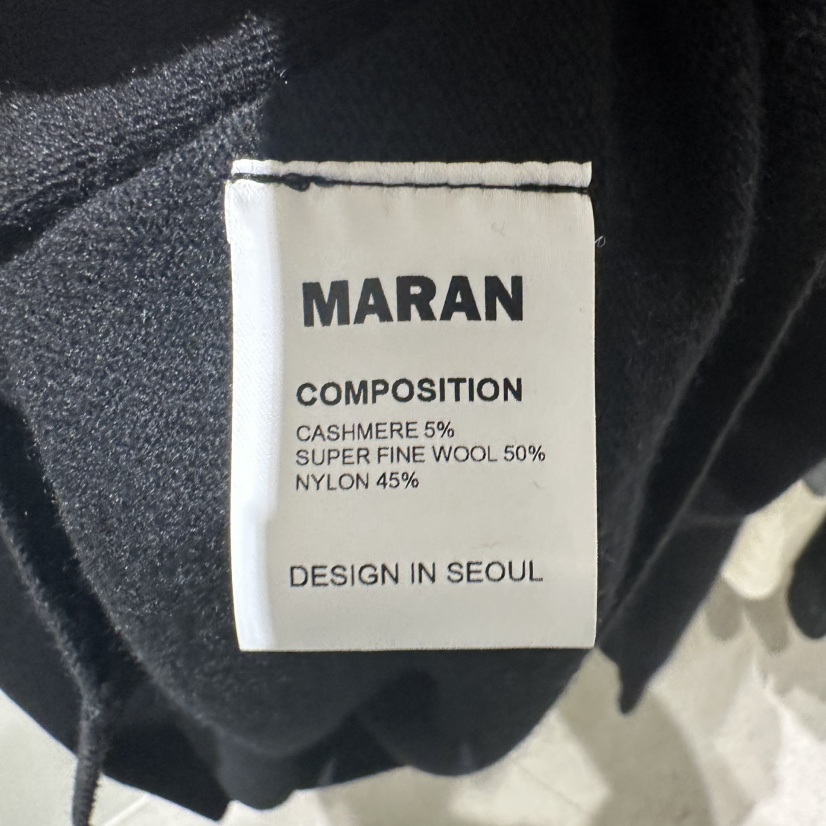 MARAN
COMPOSITION
CASHMERE 5%
SUPER FINE WOOL 50%
NYLON 45%
DESIGN IN SEOUL